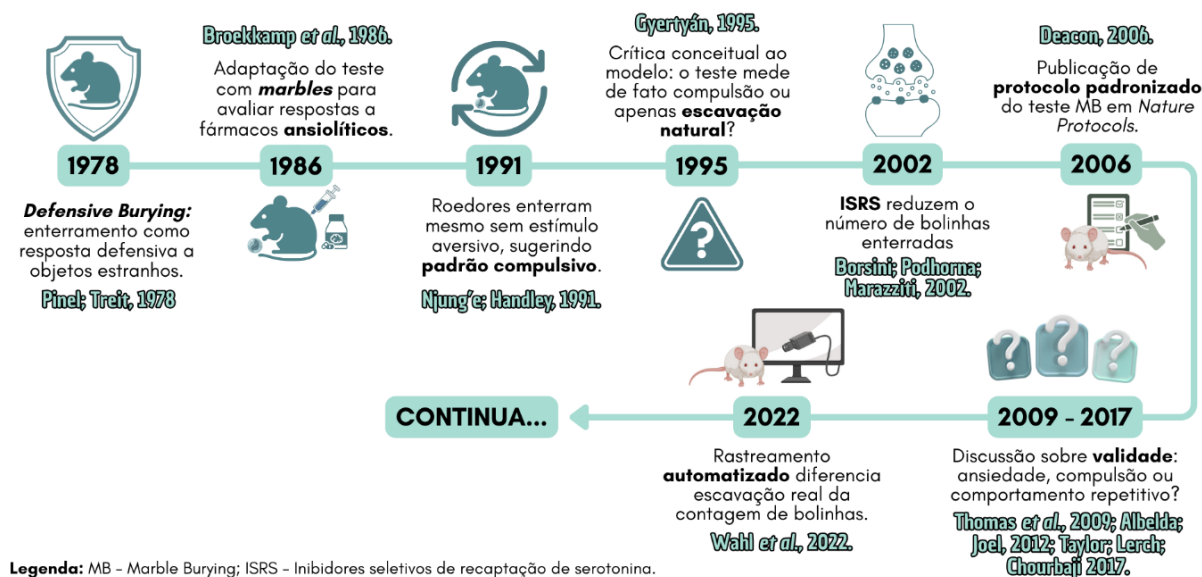 Broekkamp et al., 1986.
Adaptação do teste
com marbles para
avaliar respostas a
fármacos ansiolíticos.
Gyertyán, 1995.
Crítica conceitual ao
modelo: o teste mede
de fato compulsão ou
apenas escavação
natural?
Deacon, 2006.
Publicação de
protocolo padronizado
do teste MB em Nature
Protocols.
1978
1986
1991
1995
2002
2006
Defensive Burying:
enterramento como
resposta defensiva a
objetos estranhos.
Pinel; Treit, 1978
Roedores enterram
mesmo sem estímulo
aversivo, sugerindo
padrão compulsivo.
Njung'e; Handley, 1991.
?
ISRS reduzem o
número de bolinhas
enterradas
Borsini; Podhorna;
Marazziti, 2002.
? ? ?
CONTINUA...
2022
2009 - 2017
Rastreamento
automatizado diferencia
escavação real da
contagem de bolinhas.
Wahl et al., 2022.
Discussão sobre validade:
ansiedade, compulsão ou
comportamento repetitivo?
Thomas et al., 2009; Albelda;
Joel, 2012; Taylor; Lerch;
Chourbaji 2017.
Legenda: MB - Marble Burying; ISRS - Inibidores seletivos de recaptação de serotonina.